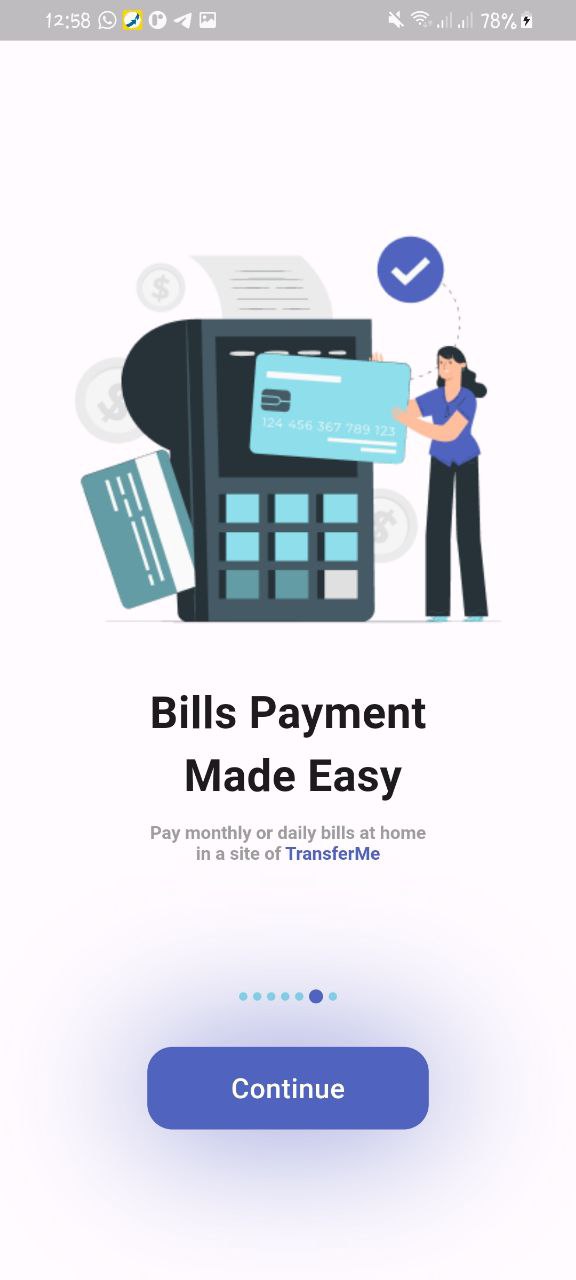 12:58 78%
124 456 367 789 123
Bills Payment
Made Easy
Pay monthly or daily bills at home
in a site of TransferMe
Continue